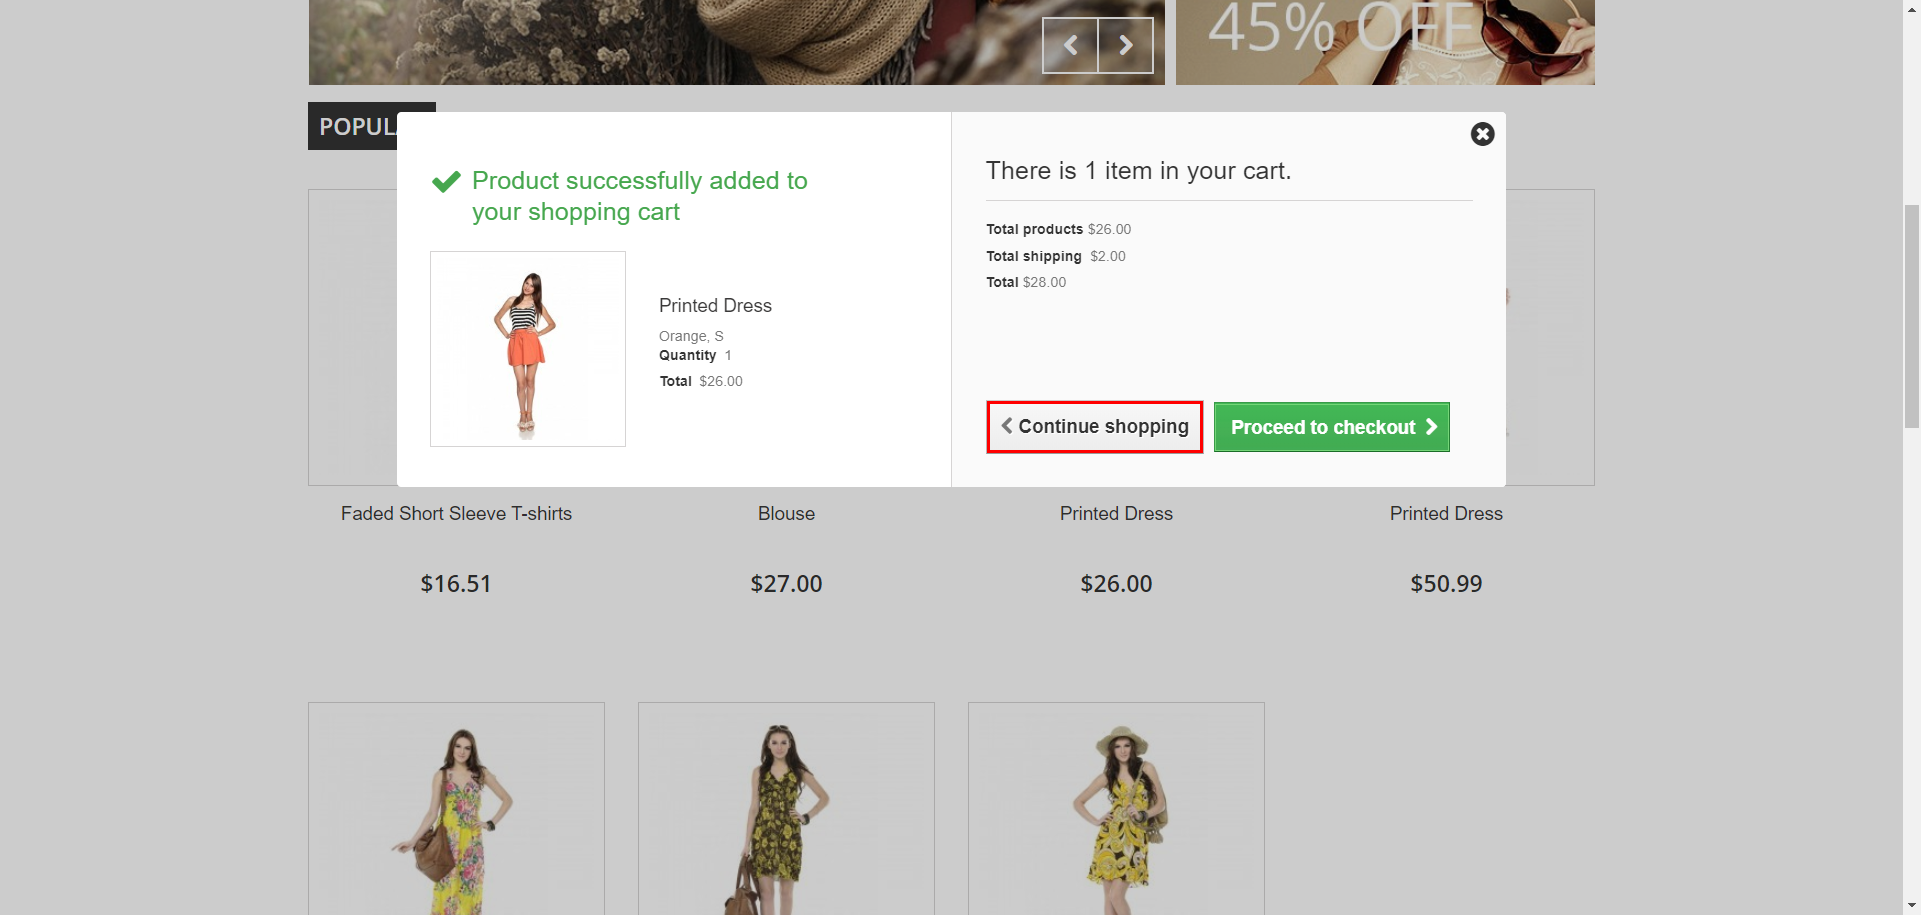 45% OFF
POPULA
Product successfully added to
your shopping cart
Printed Dress
Orange, S
Quantity 1
Total $26.00
There is 1 item in your cart.
Total products $26.00
Total shipping $2.00
Total $28.00
Continue shopping
Proceed to checkout
Faded Short Sleeve T-shirts
Blouse
Printed Dress
Printed Dress
$16.51
$27.00
$26.00
$50.99